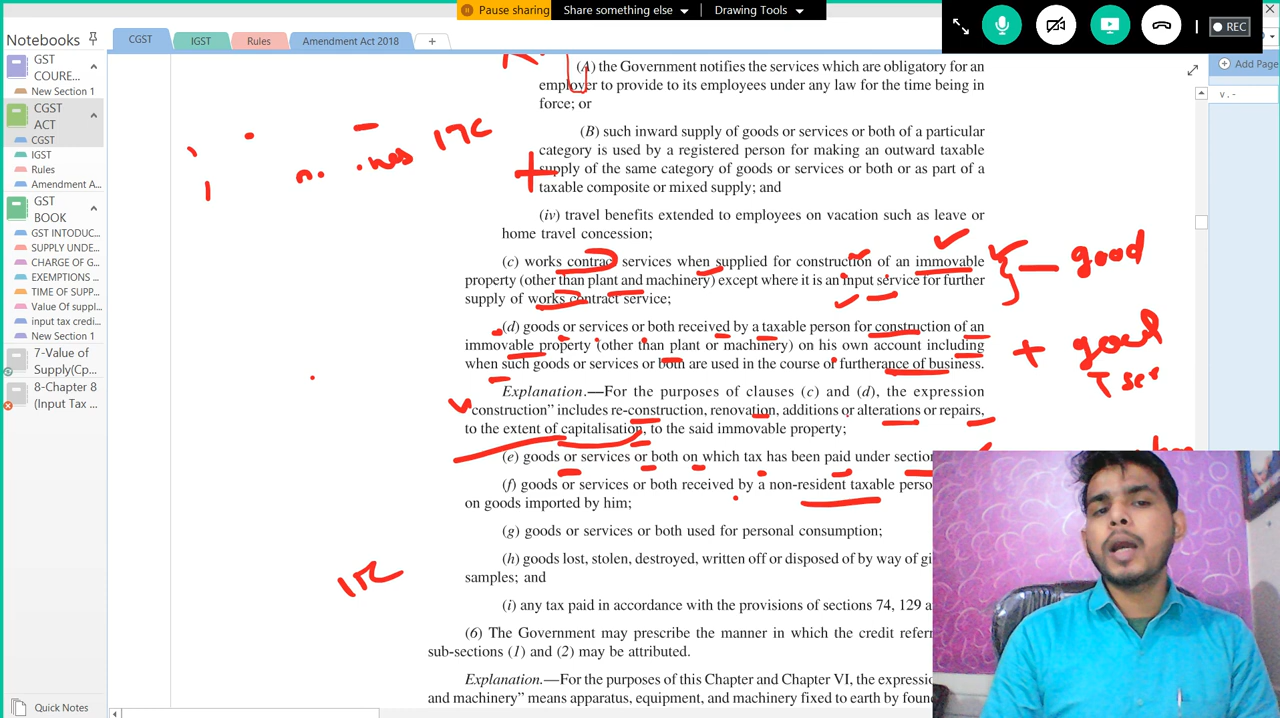 Pause sharing
Share something else
Drawing Tools
REC
Notebooks
CGST
IGST
Rules
Amendment Act 2018
+
Add Page
v . -
GST
COURE...
New Section 1
CGST
ACT
CGST
IGST
Rules
Amendment A...
GST
BOOK
GST INTODUC...
SUPPLY UNDE...
CHARGE OF G...
EXEMPTIONS
TIME OF SUPP...
Value Of suppl...
input tax credi...
New Section 1
7-Value of
Supply(Cp...
8-Chapter 8
(Input Tax ...
Quick Notes
(A) the Government notifies the services which are obligatory for an
employer to provide to its employees under any law for the time being in
force; or
(B) such inward supply of goods or services or both of a particular
category is used by a registered person for making an outward taxable
supply of the same category of goods or services or both or as part of a
taxable composite or mixed supply; and
(iv) travel benefits extended to employees on vacation such as leave or
home travel concession;
(c) works contract services when supplied for construction of an immovable
property (other than plant and machinery) except where it is an input service for further
supply of works contract service;
(d) goods or services or both received by a taxable person for construction of an
immovable property (other than plant or machinery) on his own account including
when such goods or services or both are used in the course or furtherance of business.
Explanation.—For the purposes of clauses (c) and (d), the expression
"construction" includes re-construction, renovation, additions or alterations or repairs,
to the extent of capitalisation, to the said immovable property;
(e) goods or services or both on which tax has been paid under section
(f) goods or services or both received by a non-resident taxable perso
on goods imported by him;
(g) goods or services or both used for personal consumption;
(h) goods lost, stolen, destroyed, written off or disposed of by way of gi
samples; and
(i) any tax paid in accordance with the provisions of sections 74, 129 a
(6) The Government may prescribe the manner in which the credit referr
sub-sections (1) and (2) may be attributed.
Explanation.—For the purposes of this Chapter and Chapter VI, the expressio
and machinery” means apparatus, equipment, and machinery fixed to earth by foun
ITC
good
+ good
ITC